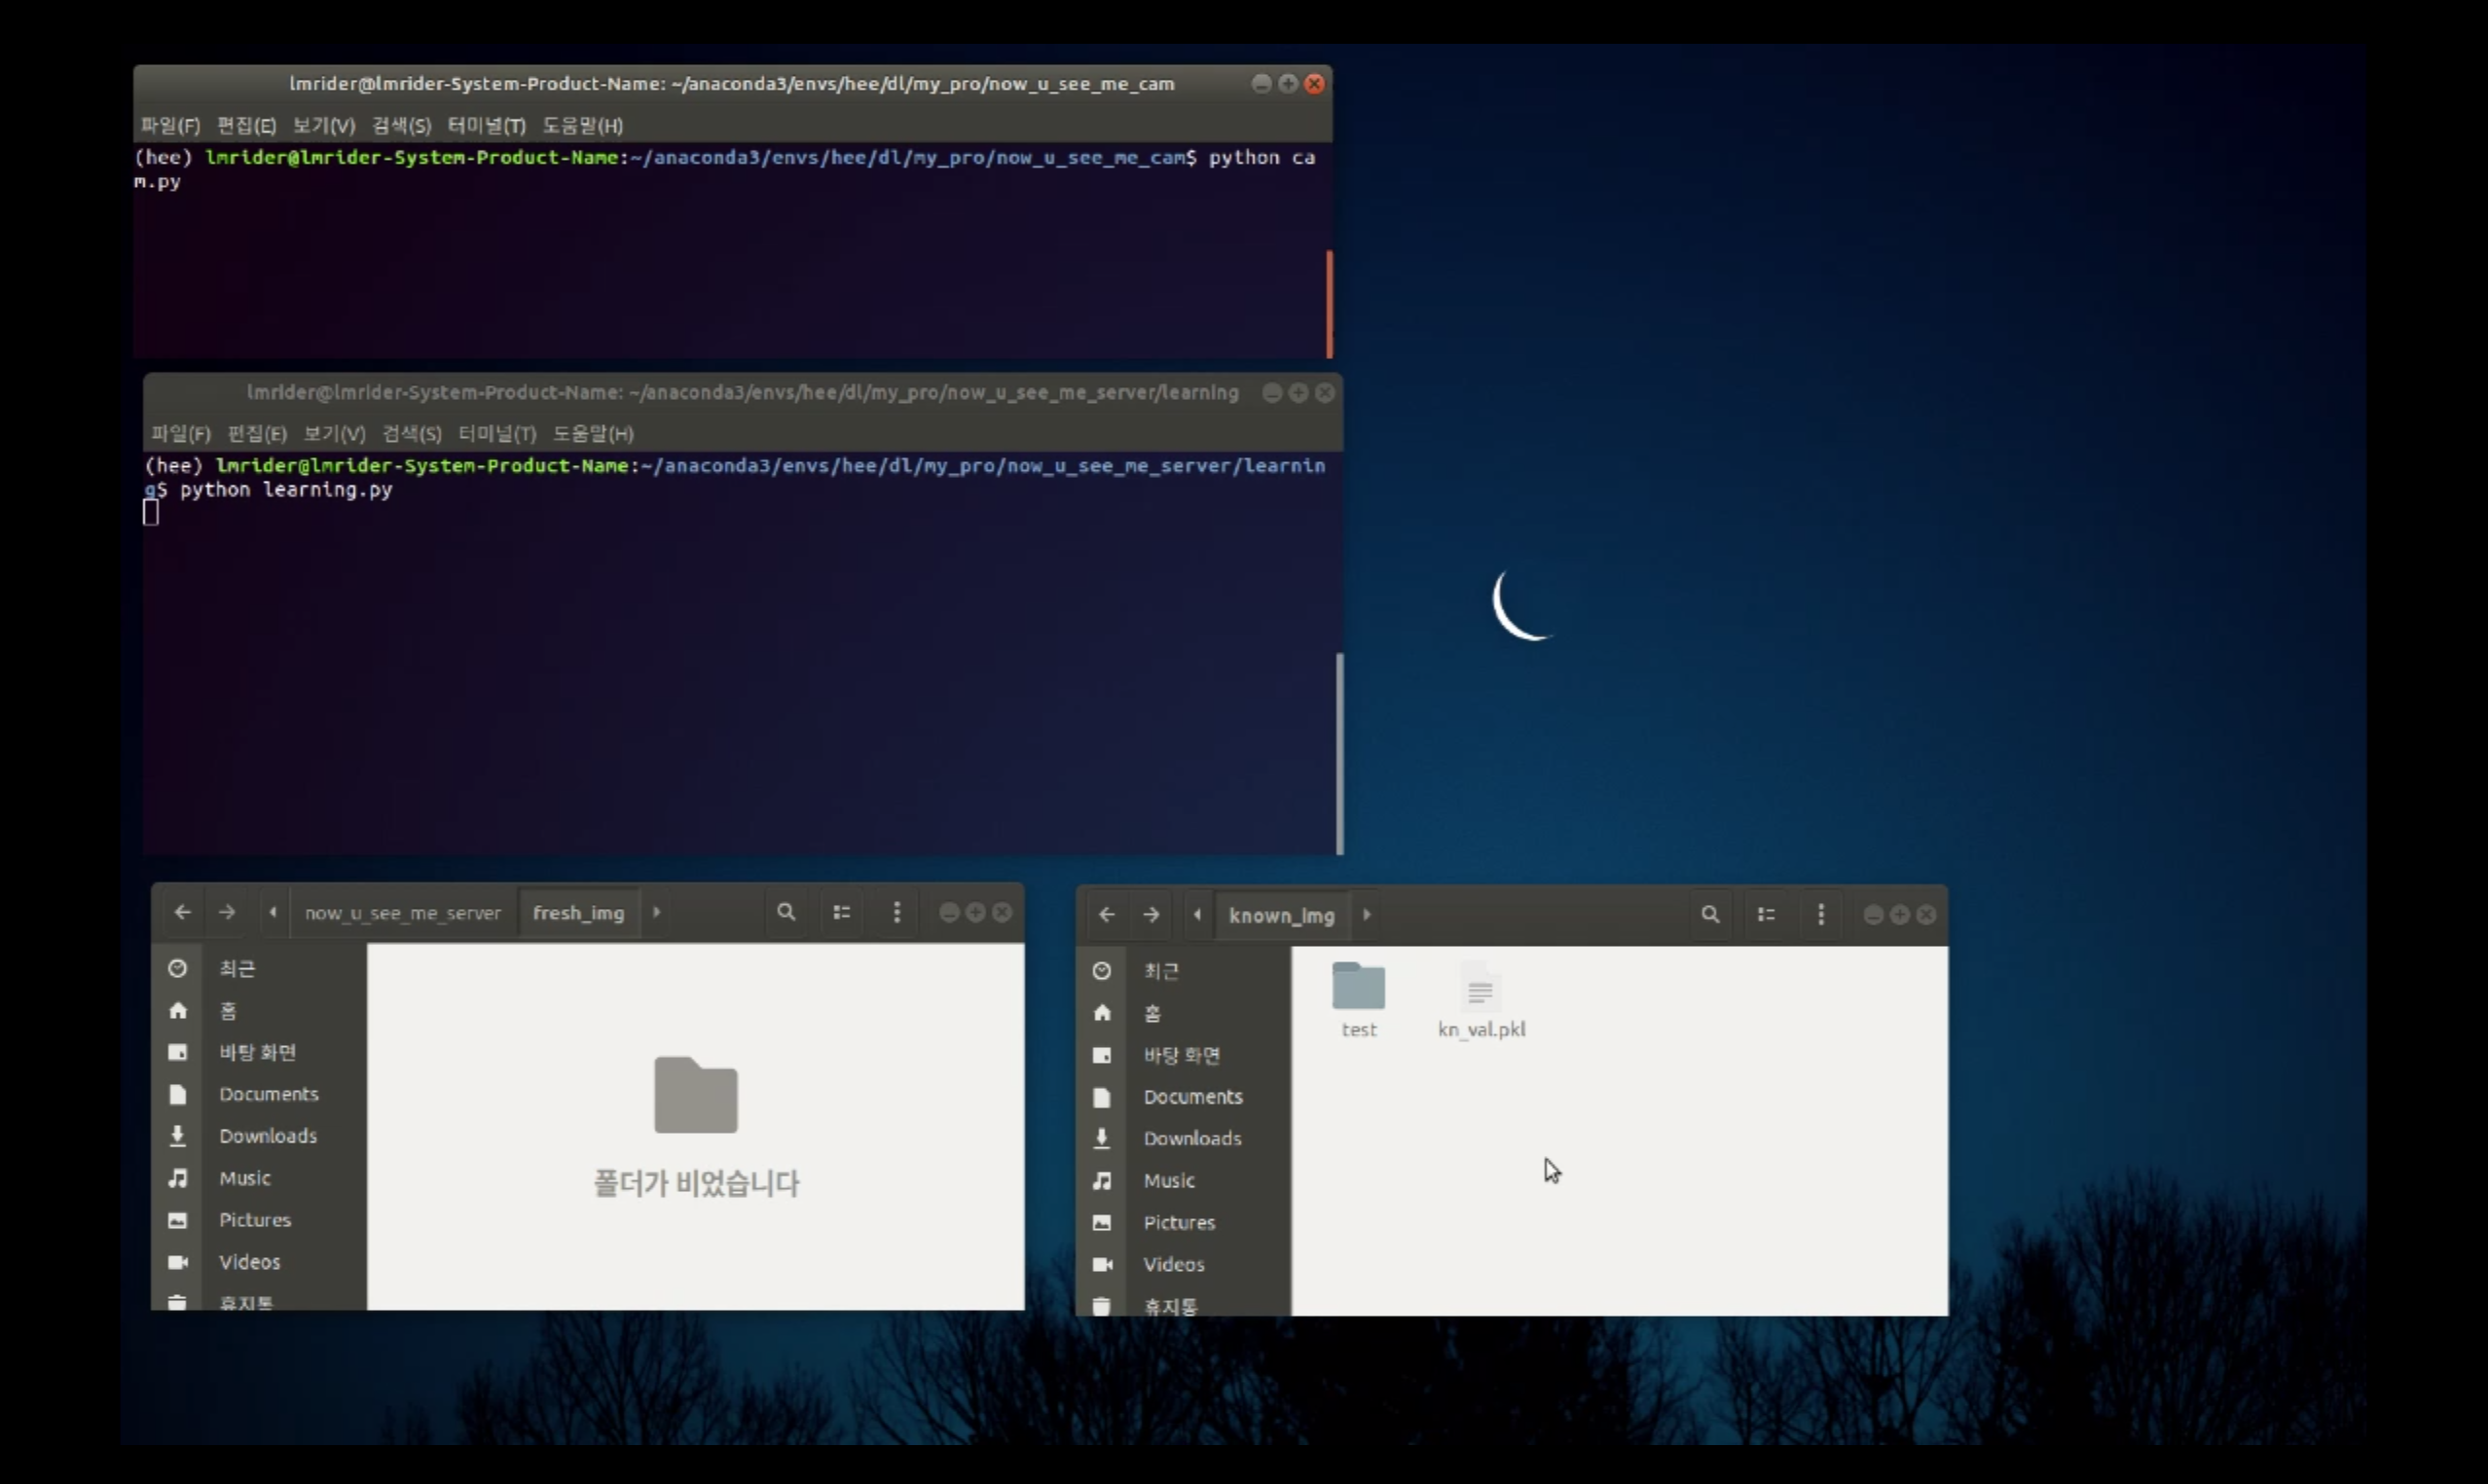 lmrider@lmrider-System-Product-Name: ~/anaconda3/envs/hee/dl/my_pro/now_u_see_me_cam
파일(F) 편집(E) 보기(V) 검색(S) 터미널(T) 도움말(H)
(hee) lmrider@lmrider-System-Product-Name:~/anaconda3/envs/hee/dl/my_pro/now_u_see_me_cam$ python ca
m.py
lmrider@lmrider-System-Product-Name: ~/anaconda3/envs/hee/dl/my_pro/now_u_see_me_server/learning
파일(F) 편집(E) 보기(V) 검색(S) 터미널(T) 도움말(H)
(hee) lmrider@lmrider-System-Product-Name:~/anaconda3/envs/hee/dl/my_pro/now_u_see_me_server/learnin
g$ python learning.py
now_u_see_me_server fresh_img
최근
홈
바탕 화면
Documents
Downloads
Music
Pictures
Videos
휴지통
폴더가 비었습니다
known_img
최근
홈
바탕 화면
Documents
Downloads
Music
Pictures
Videos
휴지통
test kn_val.pkl